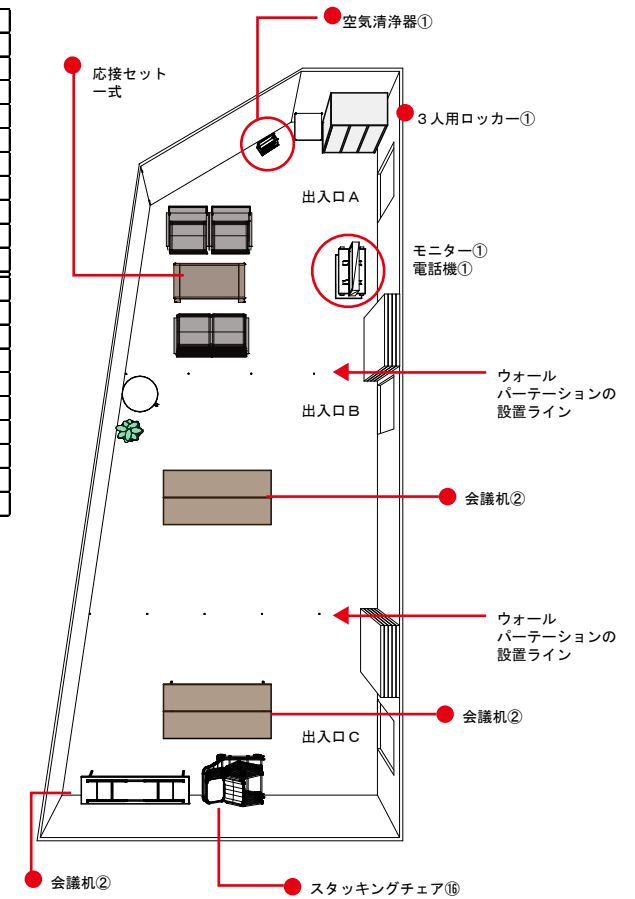 空気清浄器①
応接セット
一式
3人用ロッカー①
出入口A
モニター①
電話機①
ウォール
パーテーションの
設置ライン
出入口B
会議机②
ウォール
パーテーションの
設置ライン
会議机②
出入口C
会議机②
スタッキングチェア⑯